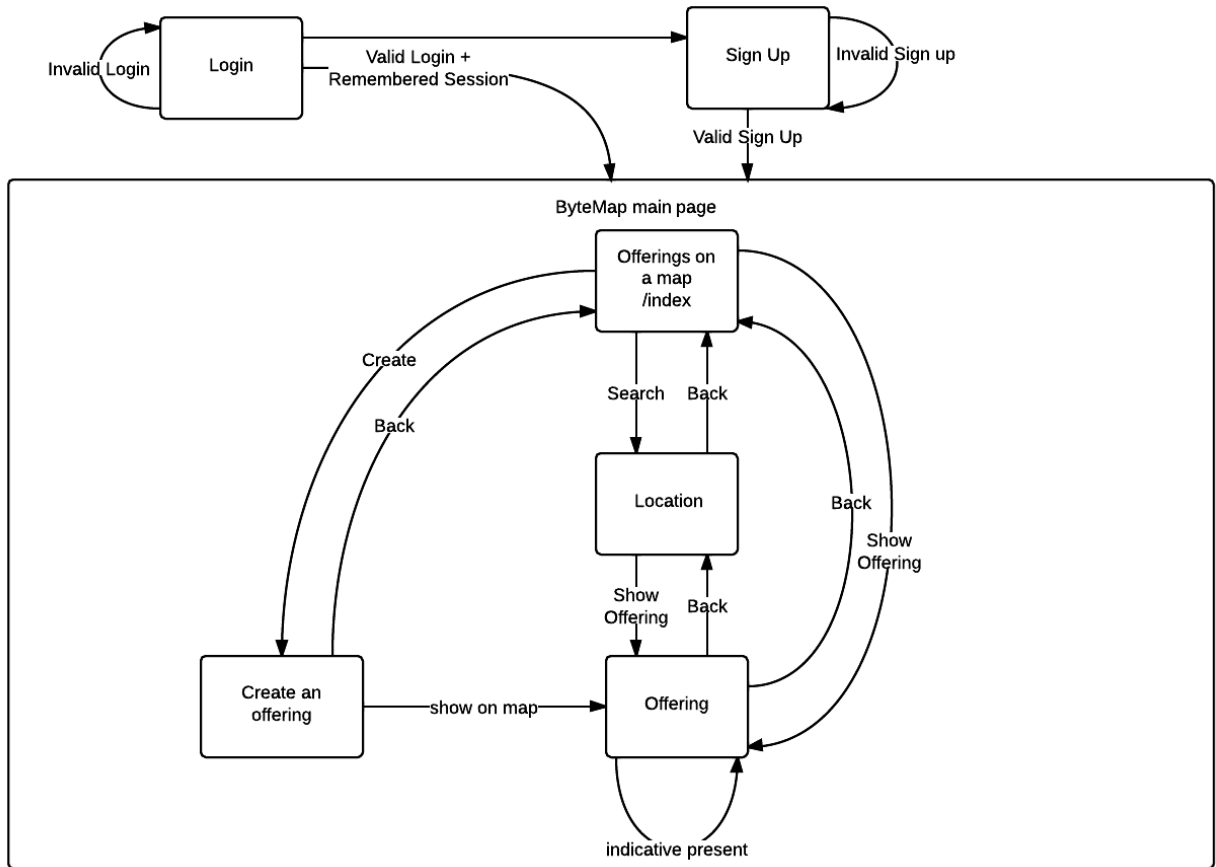 Login
Sign Up
Invalid Login
Invalid Sign up
Valid Login +
Remembered Session
Valid Sign Up
ByteMap main page
Offerings on
a map
/index
Create
Search
Back
Back
Location
Back
Show
Offering
Show
Offering
Back
Create an
offering
show on map
Offering
indicative present